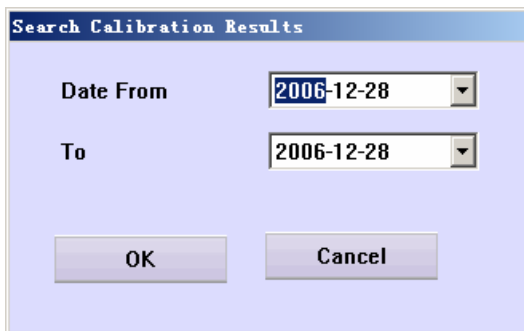 Search Calibration Results
Date From 2006-12-28
To 2006-12-28
OK Cancel